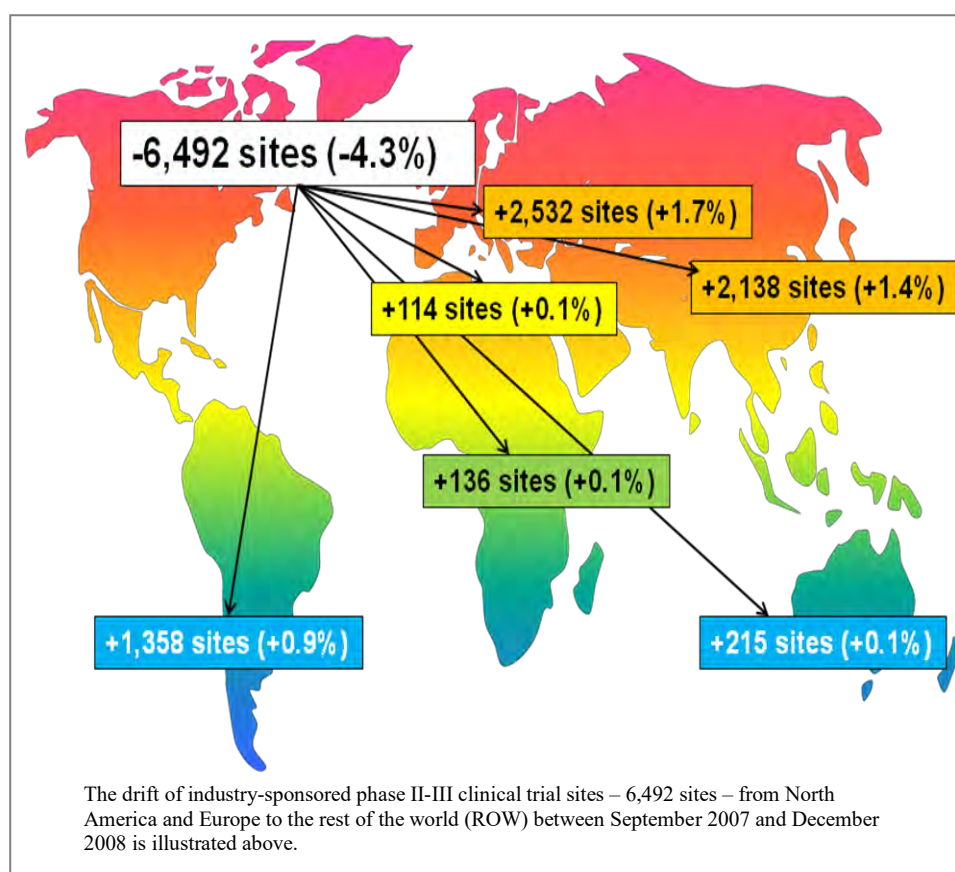 -6,492 sites (-4.3%)
+2,532 sites (+1.7%)
+2,138 sites (+1.4%)
+114 sites (+0.1%)
+136 sites (+0.1%)
+1,358 sites (+0.9%)
+215 sites (+0.1%)
The drift of industry-sponsored phase II-III clinical trial sites – 6,492 sites – from North
America and Europe to the rest of the world (ROW) between September 2007 and December
2008 is illustrated above.